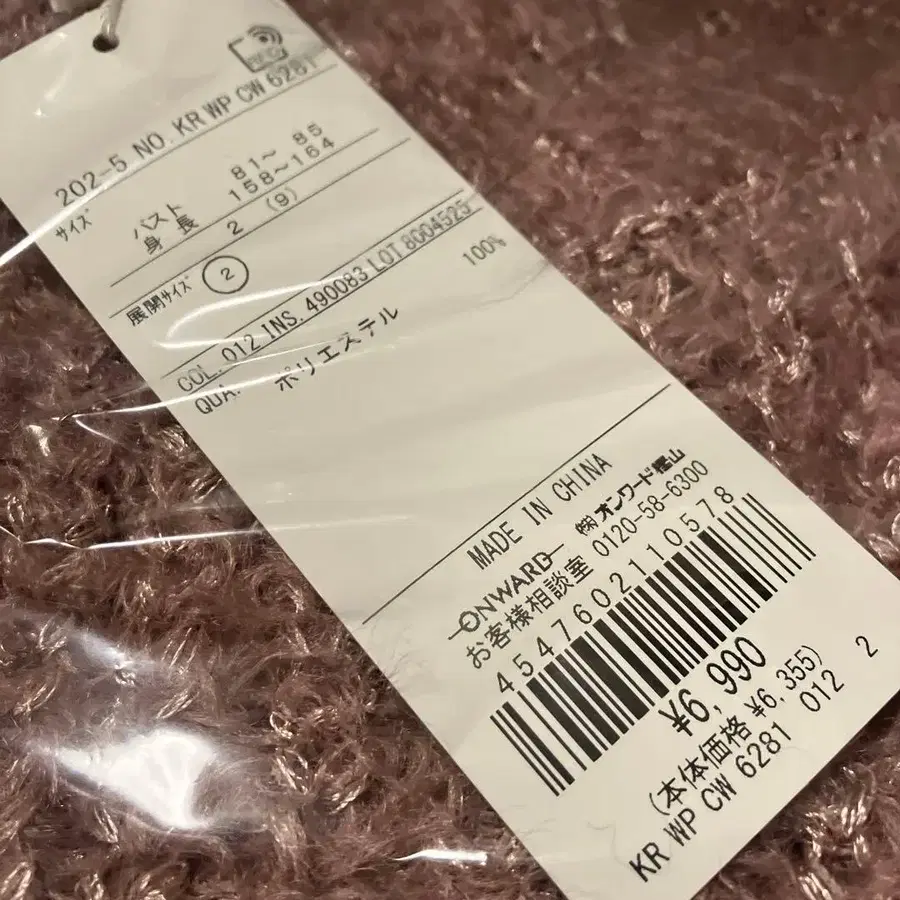 RFID
202-5 NO. KR WP CW 6281
サイズ
バスト 81～ 85
身長 158～164
2 (9)
展開サイズ 2
COL. 012 INS. 490083 LOT 8004525
QUA. ポリエステル 100%
MADE IN CHINA
ONWARD ㈱オンワード樫山
お客様相談室 0120-58-6300
4547602110578
¥6,990
(本体価格 ¥6,355)
KR WP CW 6281 012 2